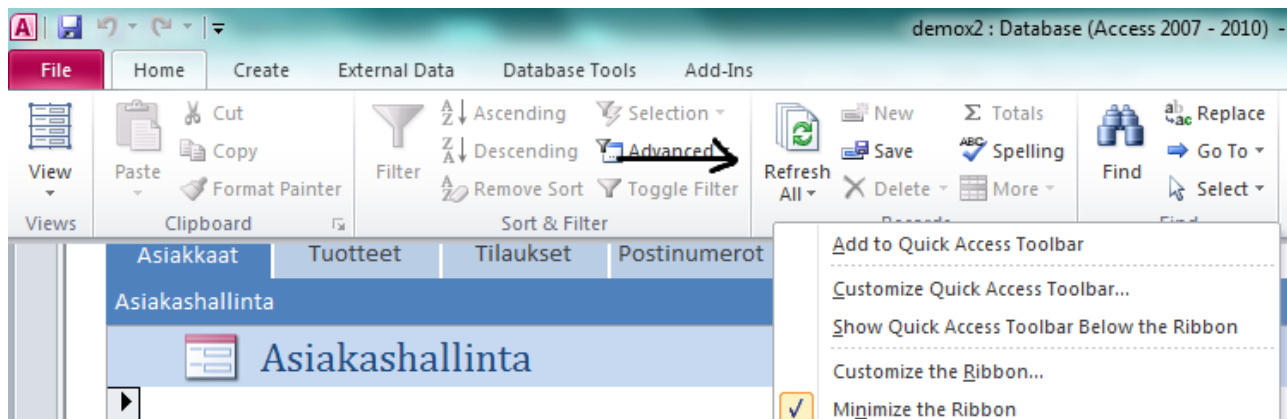 demox2 : Database (Access 2007 - 2010) -
File Home Create External Data Database Tools Add-Ins
View
Views
Paste
Cut
Copy
Format Painter
Clipboard
Filter
Ascending
Descending
Remove Sort
Selection
Advanced
Toggle Filter
Sort & Filter
Refresh
All
New
Save
Delete
Totals
Spelling
More
Records
Find
Replace
Go To
Select
Find
Asiakkaat Tuotteet Tilaukset Postinumerot
Asiakashallinta
Asiakashallinta
Add to Quick Access Toolbar
Customize Quick Access Toolbar...
Show Quick Access Toolbar Below the Ribbon
Customize the Ribbon...
Minimize the Ribbon